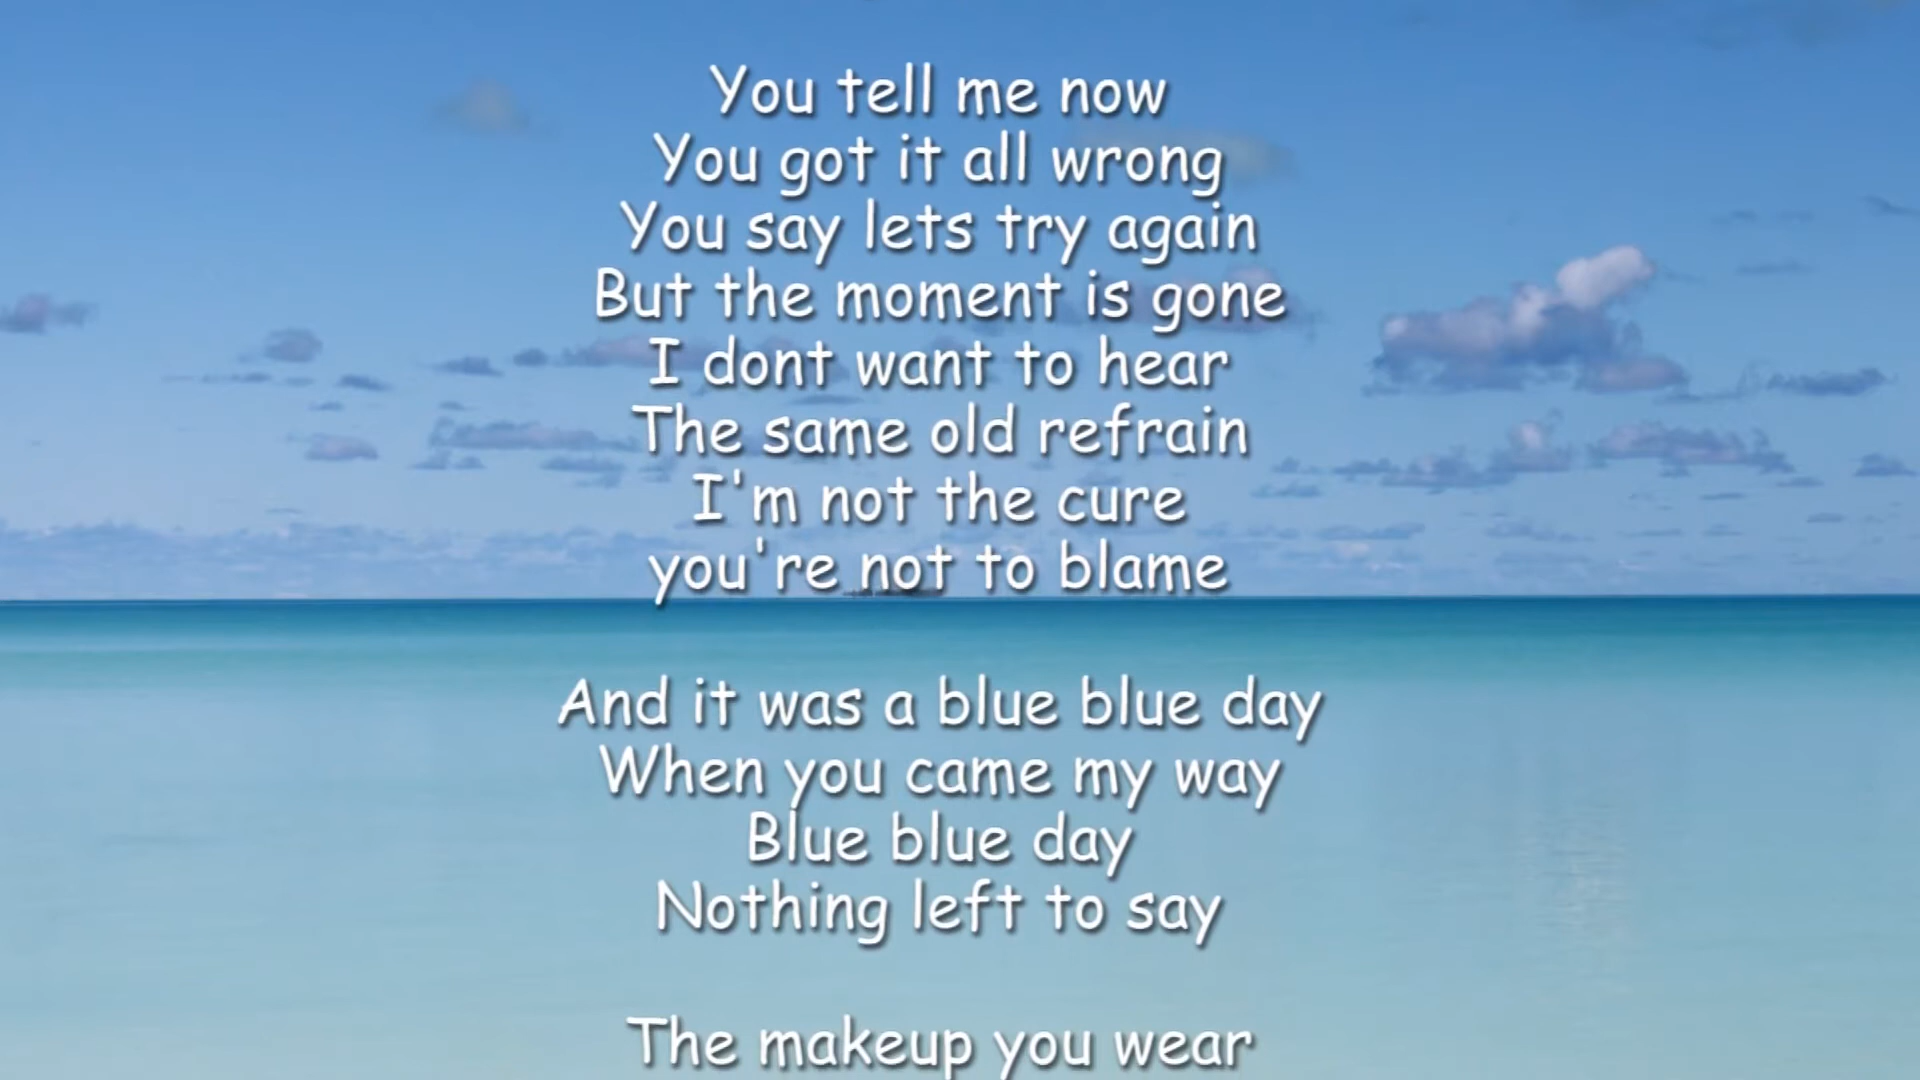 You tell me now
You got it all wrong
You say lets try again
But the moment is gone
I dont want to hear
The same old refrain
I'm not the cure
you're not to blame
And it was a blue blue day
When you came my way
Blue blue day
Nothing left to say
The makeup you wear